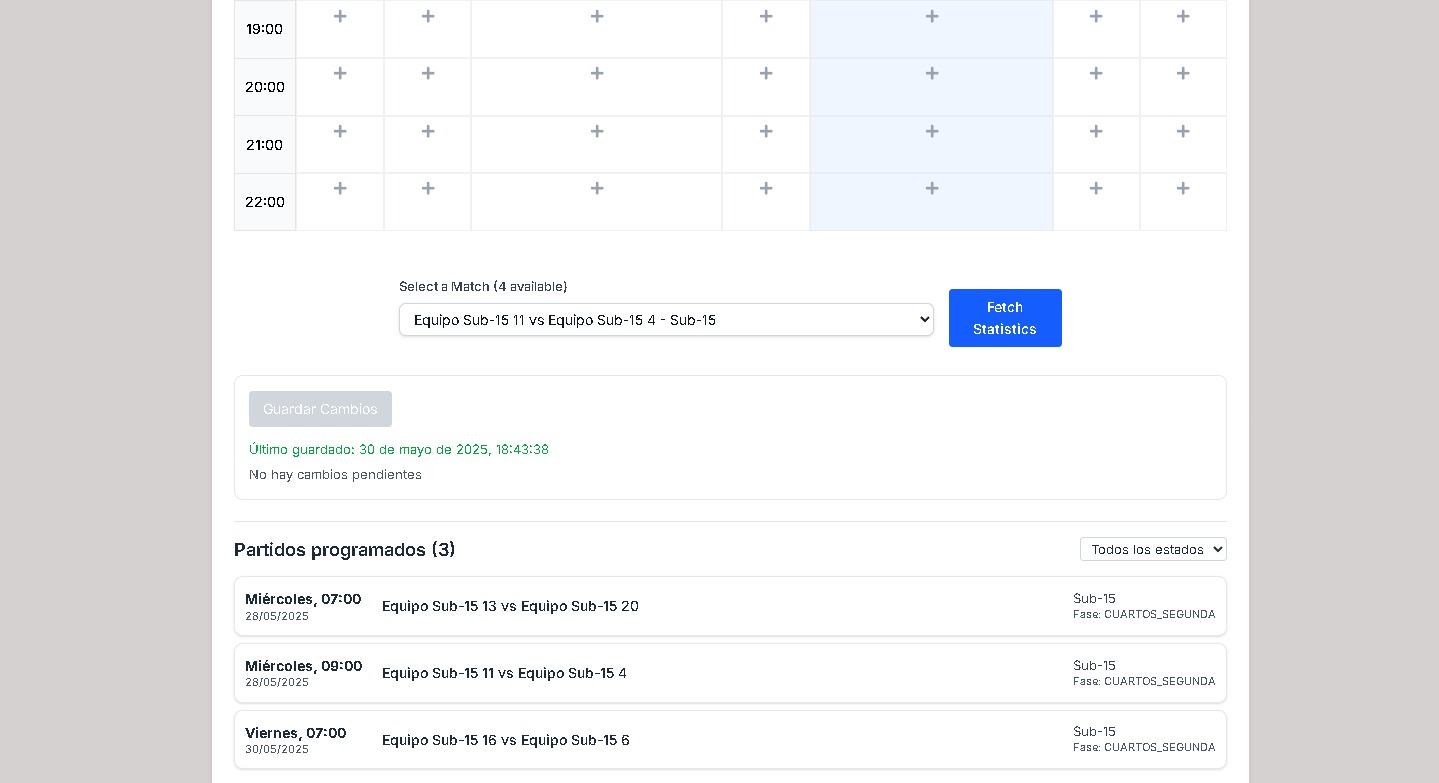 19:00 + + + + + + +
20:00 + + + + + + +
21:00 + + + + + + +
22:00 + + + + + + +
Select a Match (4 available)
Equipo Sub-15 11 vs Equipo Sub-15 4 - Sub-15
Fetch
Statistics
Guardar Cambios
Último guardado: 30 de mayo de 2025, 18:43:38
No hay cambios pendientes
Partidos programados (3)
Todos los estados
Miércoles, 07:00
28/05/2025
Equipo Sub-15 13 vs Equipo Sub-15 20
Sub-15
Fase: CUARTOS_SEGUNDA
Miércoles, 09:00
28/05/2025
Equipo Sub-15 11 vs Equipo Sub-15 4
Sub-15
Fase: CUARTOS_SEGUNDA
Viernes, 07:00
30/05/2025
Equipo Sub-15 16 vs Equipo Sub-15 6
Sub-15
Fase: CUARTOS_SEGUNDA